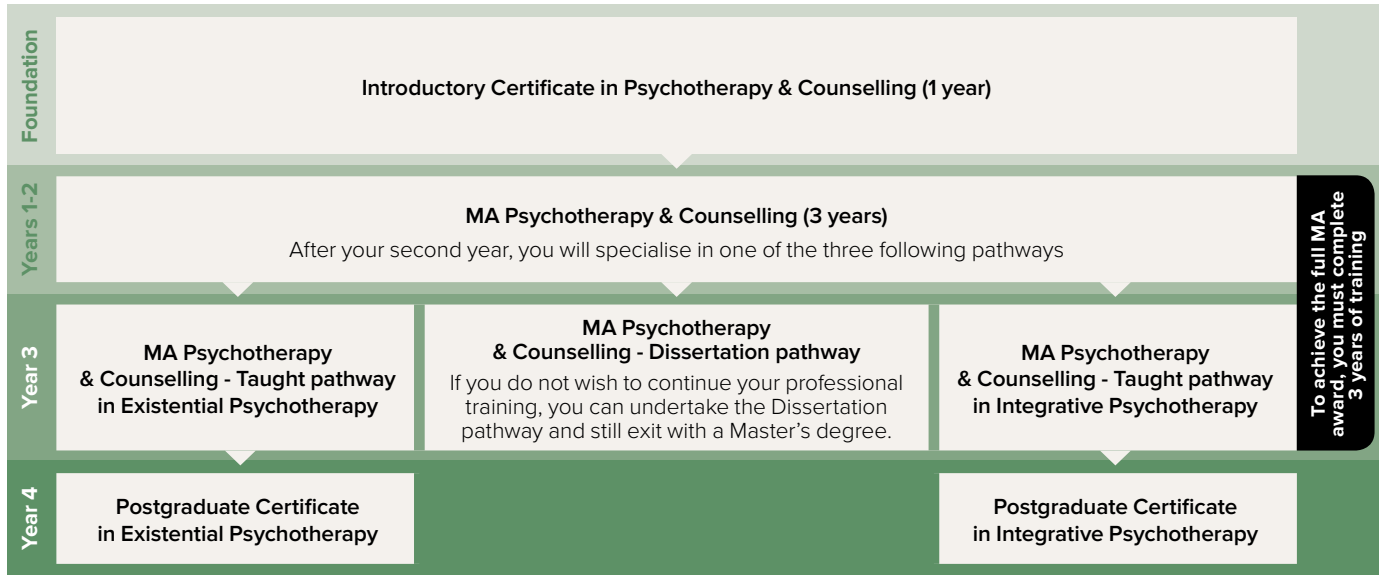 Foundation
Introductory Certificate in Psychotherapy & Counselling (1 year)
Years 1-2
MA Psychotherapy & Counselling (3 years)
After your second year, you will specialise in one of the three following pathways
To achieve the full MA
award, you must complete
3 years of training
Year 3
MA Psychotherapy
& Counselling - Taught pathway
in Existential Psychotherapy
MA Psychotherapy
& Counselling - Dissertation pathway
If you do not wish to continue your professional
training, you can undertake the Dissertation
pathway and still exit with a Master’s degree.
MA Psychotherapy
& Counselling - Taught pathway
in Integrative Psychotherapy
Year 4
Postgraduate Certificate
in Existential Psychotherapy
Postgraduate Certificate
in Integrative Psychotherapy